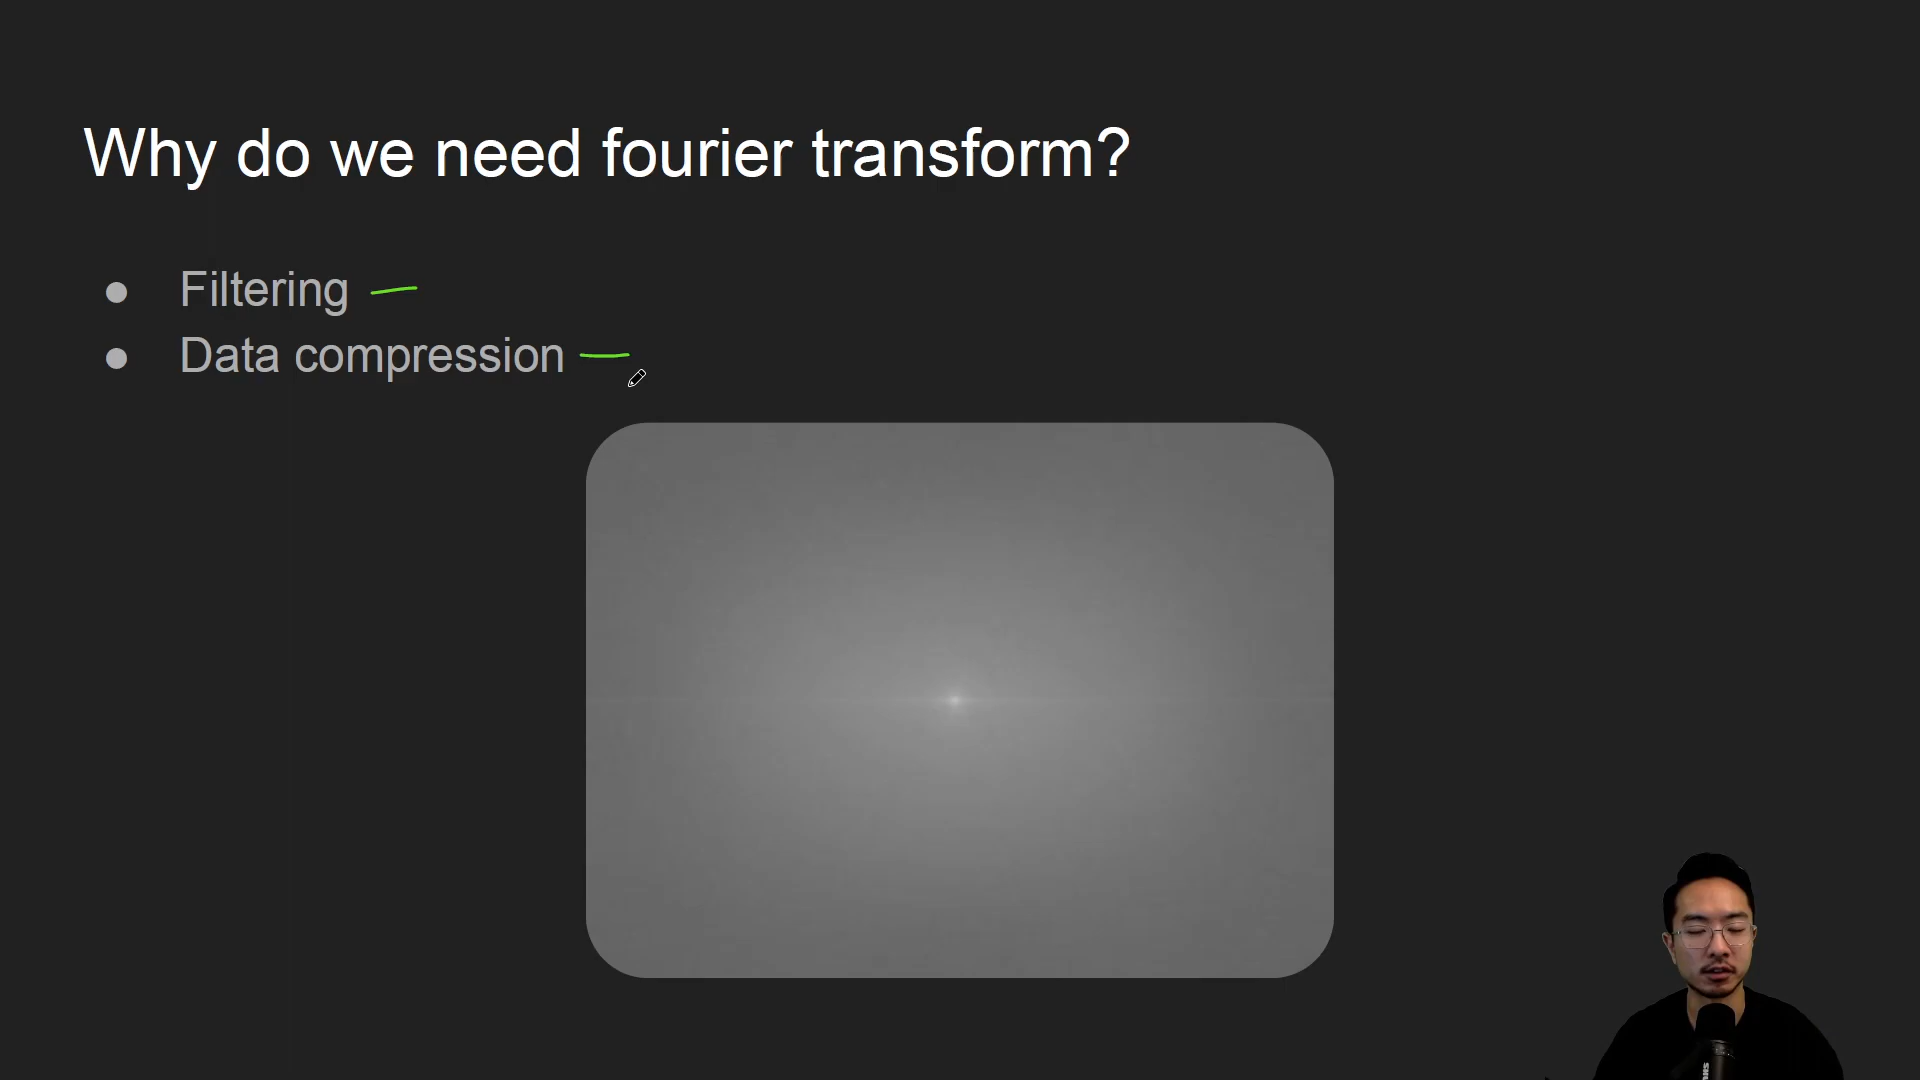 Why do we need fourier transform?
Filtering
Data compression